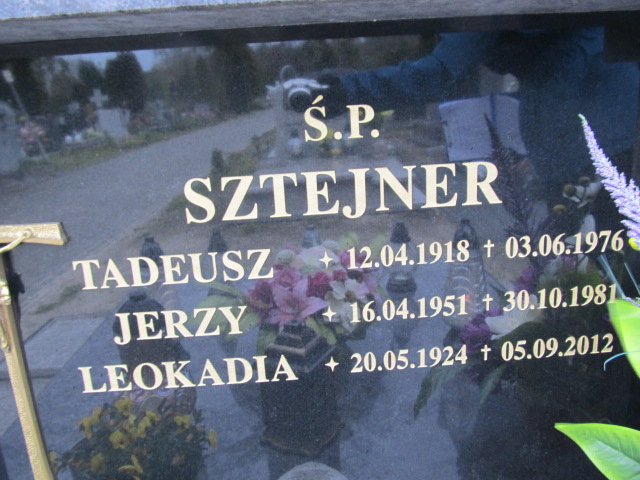 Ś.P.
SZTEJNER
TADEUSZ ✦ 12.04.1918 † 03.06.1976
JERZY ✦ 16.04.1951 † 30.10.1981
LEOKADIA ✦ 20.05.1924 † 05.09.2012